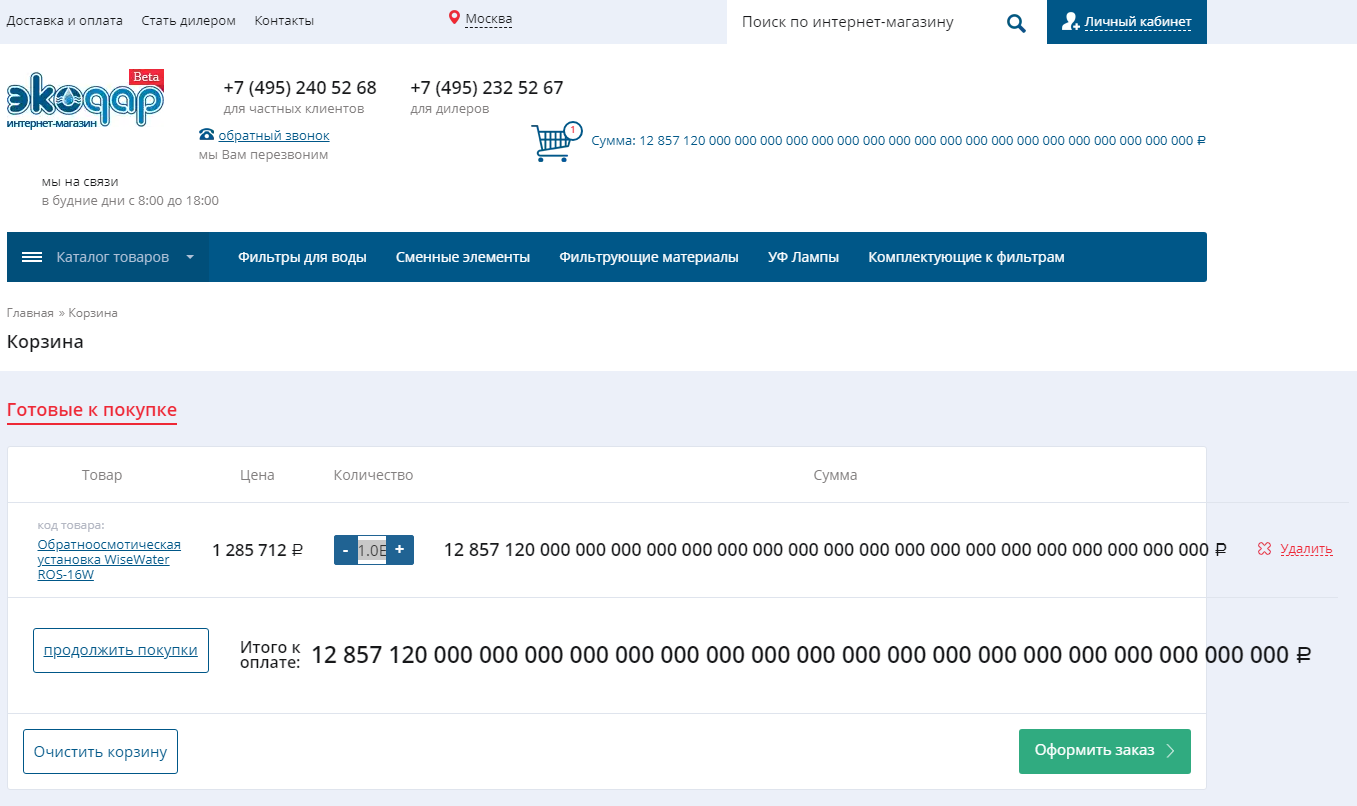 Доставка и оплата Стать дилером Контакты Москва Поиск по интернет-магазину Личный кабинет
Beta
экодар
интернет-магазин
+7 (495) 240 52 68 +7 (495) 232 52 67
для частных клиентов для дилеров
обратный звонок
мы Вам перезвоним
1
Сумма: 12 857 120 000 000 000 000 000 000 000 000 000 000 000 000 000 000 000 000 000 000 000 ₽
мы на связи
в будние дни с 8:00 до 18:00
Каталог товаров Фильтры для воды Сменные элементы Фильтрующие материалы УФ Лампы Комплектующие к фильтрам
Главная » Корзина
Корзина
Готовые к покупке
Товар Цена Количество Сумма
код товара:
Обратноосмотическая
установка WiseWater
ROS-16W
1 285 712 ₽ - 1.0E + 12 857 120 000 000 000 000 000 000 000 000 000 000 000 000 000 000 000 000 000 000 000 ₽ Удалить
продолжить покупки
Итого к
оплате:
12 857 120 000 000 000 000 000 000 000 000 000 000 000 000 000 000 000 000 000 000 000 ₽
Очистить корзину Оформить заказ